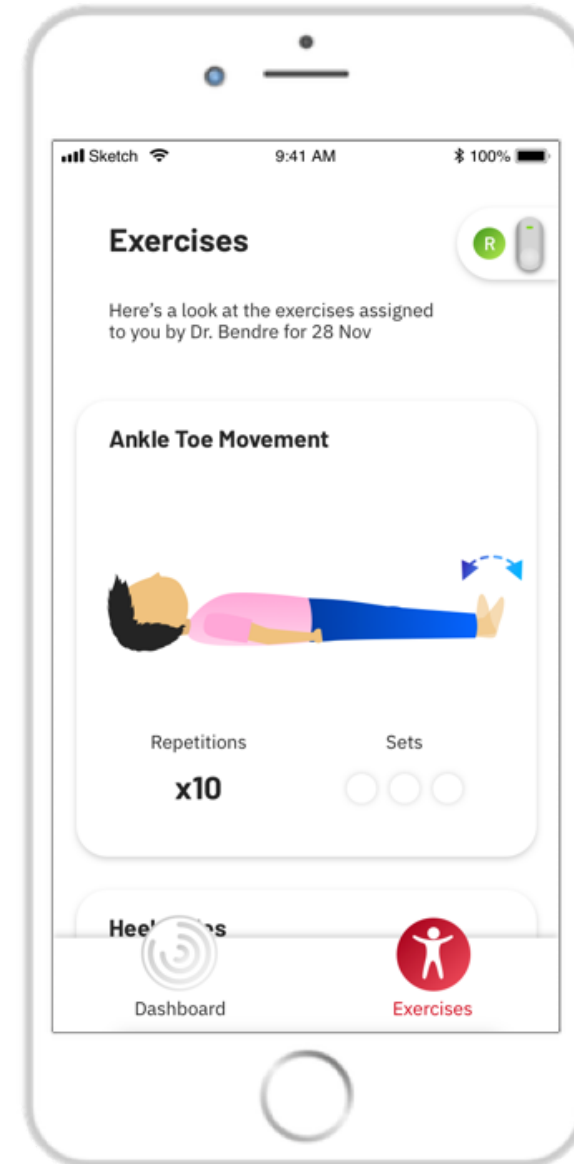 Sketch 9:41 AM 100%
Exercises
R
Here's a look at the exercises assigned
to you by Dr. Bendre for 28 Nov
Ankle Toe Movement
Repetitions Sets
x10
Dashboard Exercises